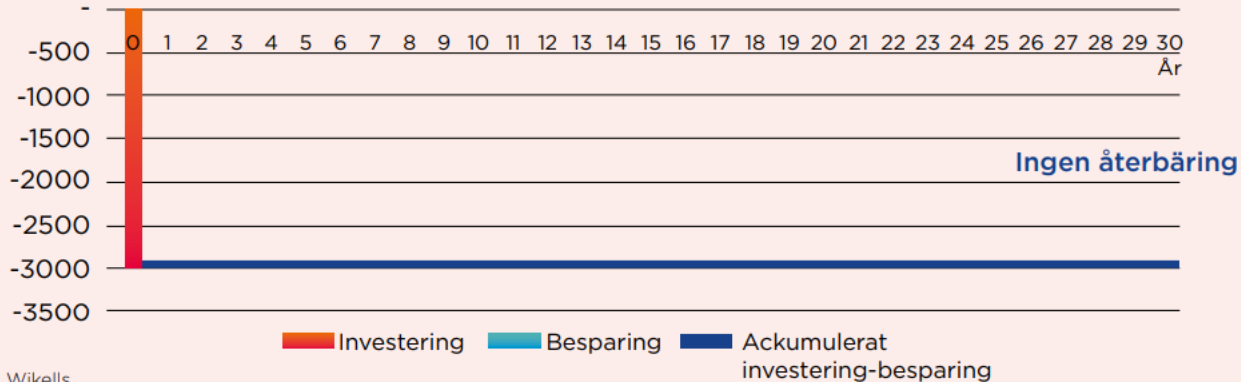 -
-500
0 1 2 3 4 5 6 7 8 9 10 11 12 13 14 15 16 17 18 19 20 21 22 23 24 25 26 27 28 29 30
År
-1000
-1500
Ingen återbäring
-2000
-2500
-3000
-3500
Investering Besparing Ackumulerat
investering-besparing
Wikells